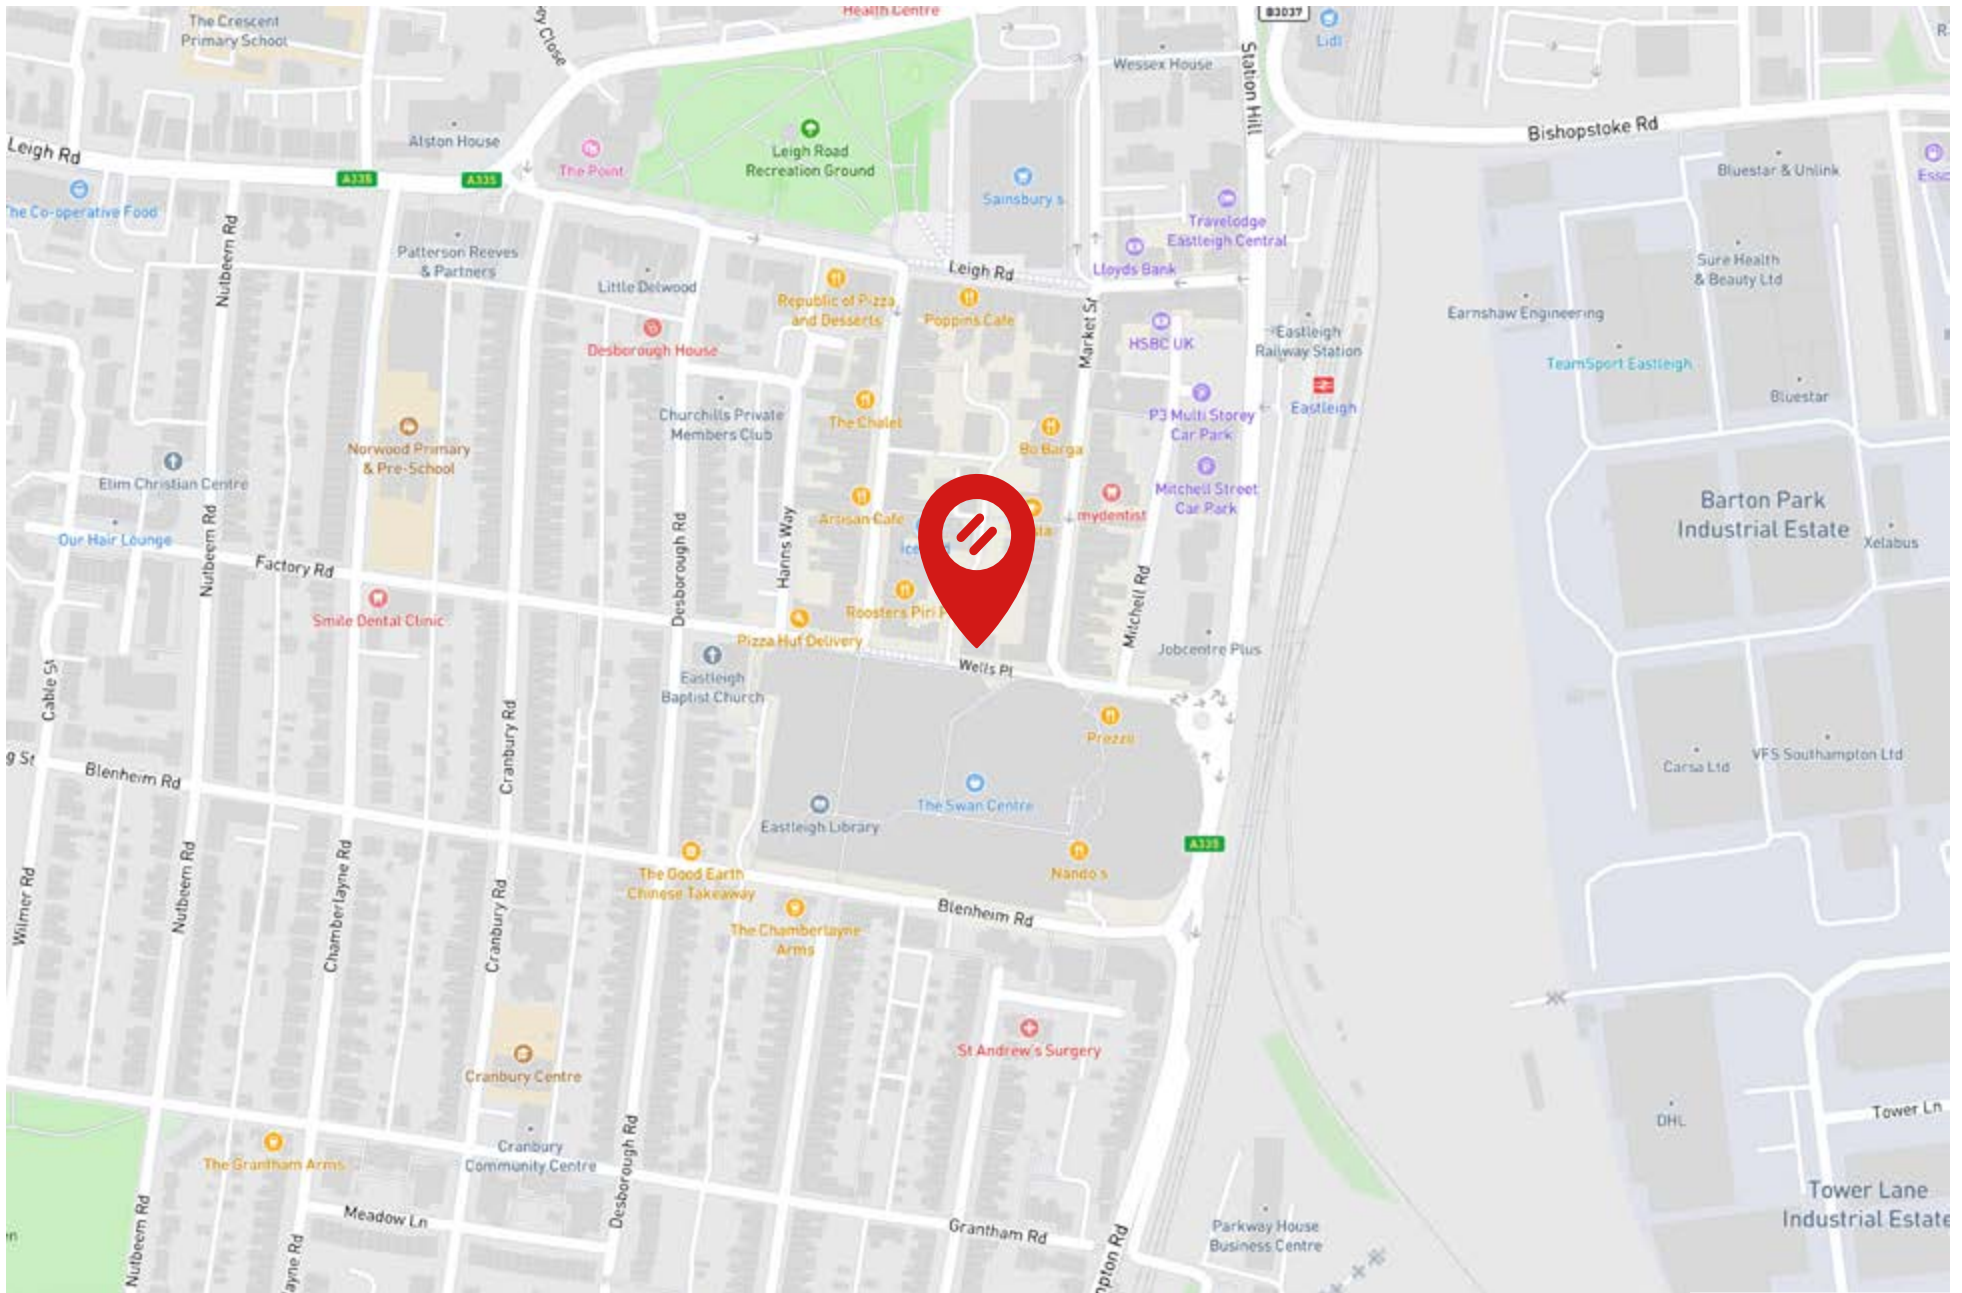 The Crescent
Primary School
Health Centre
B3037
Lidl
Wessex House
Station Hill
Bishopstoke Rd
Leigh Rd
Alston House
A335
A335
The Point
Leigh Road
Recreation Ground
Sainsbury s
Bluestar & Unlink
The Co-operative Food
Nutbeem Rd
Patterson Reeves
& Partners
Little Delwood
Leigh Rd
Travelodge
Eastleigh Central
Lloyds Bank
Sure Health
& Beauty Ltd
Republic of Pizza
and Desserts
Poppins Cafe
Market St
HSBC UK
Eastleigh
Railway Station
Earnshaw Engineering
TeamSport Eastleigh
Desborough House
Bluestar
Eastleigh
P3 Multi Storey
Car Park
Churchills Private
Members Club
The Chalet
Norwood Primary
& Pre-School
Bo Barga
Elim Christian Centre
Mitchell Street
Car Park
mydentist
Artisan Cafe
Barton Park
Industrial Estate
Xelabus
Our Hair Lounge
Nutbeem Rd
Factory Rd
Desborough Rd
Hanns Way
Mitchell Rd
Smile Dental Clinic
Roosters Piri
Pizza Hut Delivery
Jobcentre Plus
Wells Pl
Eastleigh
Baptist Church
Cable St
Cranbury Rd
Prezzo
g St
Blenheim Rd
Carsa Ltd
VFS Southampton Ltd
The Swan Centre
Eastleigh Library
A335
Wilmer Rd
Nutbeem Rd
Chamberlayne Rd
Cranbury Rd
The Good Earth
Chinese Takeaway
Nando s
The Chamberlayne
Arms
Blenheim Rd
St Andrew's Surgery
Cranbury Centre
DHL
Tower Ln
The Grantham Arms
Cranbury
Community Centre
Desborough Rd
Meadow Ln
Grantham Rd
Nutbeem Rd
ayne Rd
pton Rd
Parkway House
Business Centre
Tower Lane
Industrial Estate